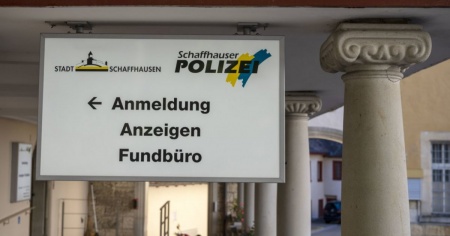 STADT SCHAFFHAUSEN
Schaffhauser
POLIZEI
← Anmeldung
Anzeigen
Fundbüro